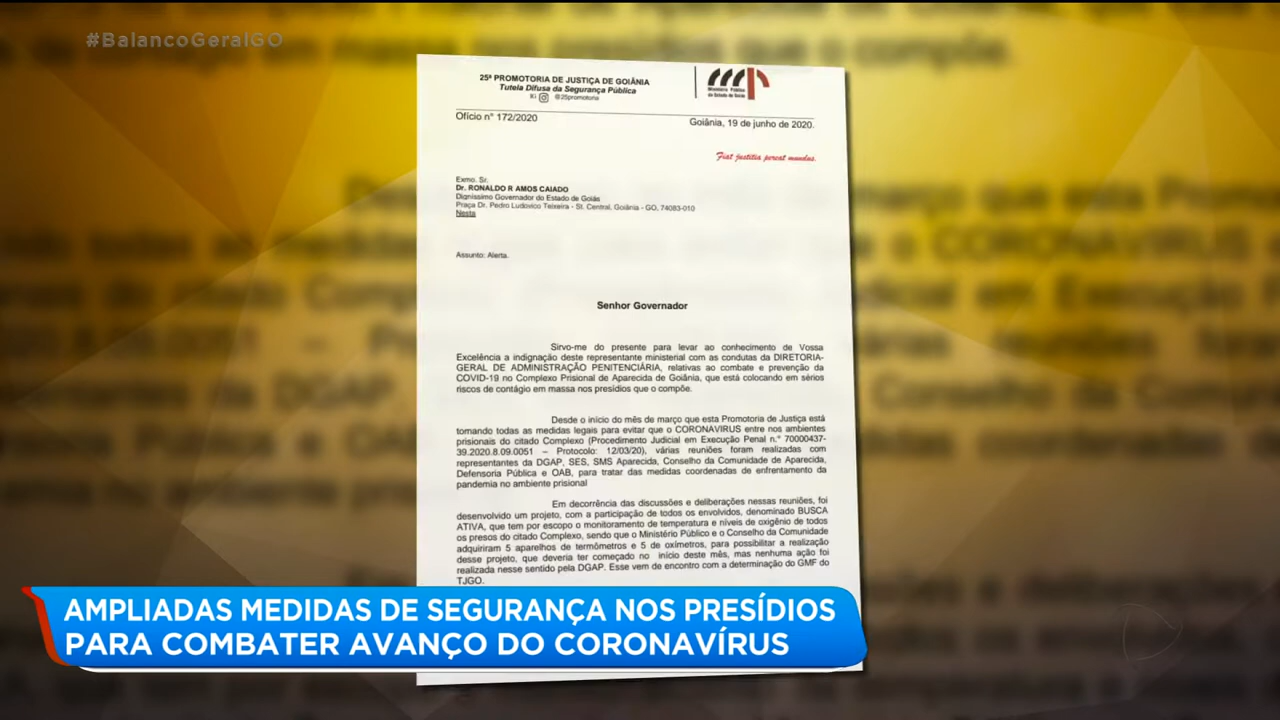 #BalancoGeralGO
25ª PROMOTORIA DE JUSTIÇA DE GOIÂNIA
Tutela Difusa da Segurança Pública
@25promotoria
Ministério Público
do Estado de Goiás
Ofício n° 172/2020
Goiânia, 19 de junho de 2020.
Fiat justitia pereat mundus.
Exmo. Sr.
Dr. RONALDO R AMOS CAIADO
Digníssimo Governador do Estado de Goiás
Praça Dr. Pedro Ludovico Teixeira - St. Central, Goiânia - GO, 74083-010
Nesta
Assunto: Alerta.
Senhor Governador
Sirvo-me do presente para levar ao conhecimento de Vossa
Excelência a indignação deste representante ministerial com as condutas da DIRETORIA-
GERAL DE ADMINISTRAÇÃO PENITENCIÁRIA, relativas ao combate e prevenção da
COVID-19 no Complexo Prisional de Aparecida de Goiânia, que está colocando em sérios
riscos de contágio em massa nos presídios que o compõe.
Desde o início do mês de março que esta Promotoria de Justiça está
tomando todas as medidas legais para evitar que o CORONAVIRUS entre nos ambientes
prisionais do citado Complexo (Procedimento Judicial em Execução Penal n.° 70000437-
39.2020.8.09.0051 – Protocolo: 12/03/20), várias reuniões foram realizadas com
representantes da DGAP, SES, SMS Aparecida, Conselho da Comunidade de Aparecida,
Defensoria Pública e OAB, para tratar das medidas coordenadas de enfrentamento da
pandemia no ambiente prisional
Em decorrência das discussões e deliberações nessas reuniões, foi
desenvolvido um projeto, com a participação de todos os envolvidos, denominado BUSCA
ATIVA, que tem por escopo o monitoramento de temperatura e níveis de oxigênio de todos
os presos do citado Complexo, sendo que o Ministério Público e o Conselho da Comunidade
adquiriram 5 aparelhos de termômetros e 5 de oxímetros, para possibilitar a realização
desse projeto, que deveria ter começado no início deste mês, mas nenhuma ação foi
realizada nesse sentido pela DGAP. Esse vem de encontro com a determinação do GMF do
TJGO.
AMPLIADAS MEDIDAS DE SEGURANÇA NOS PRESÍDIOS
PARA COMBATER AVANÇO DO CORONAVÍRUS